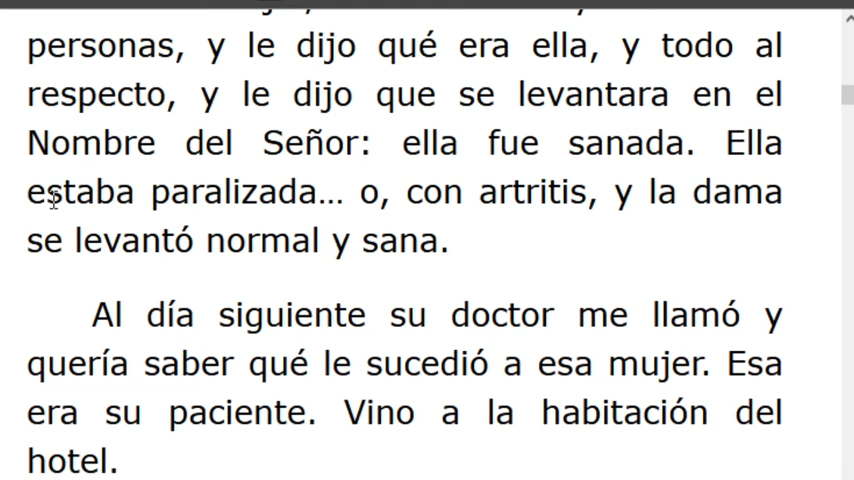 personas, y le dijo qué era ella, y todo al
respecto, y le dijo que se levantara en el
Nombre del Señor: ella fue sanada. Ella
estaba paralizada… o, con artritis, y la dama
se levantó normal y sana.
Al día siguiente su doctor me llamó y
quería saber qué le sucedió a esa mujer. Esa
era su paciente. Vino a la habitación del
hotel.